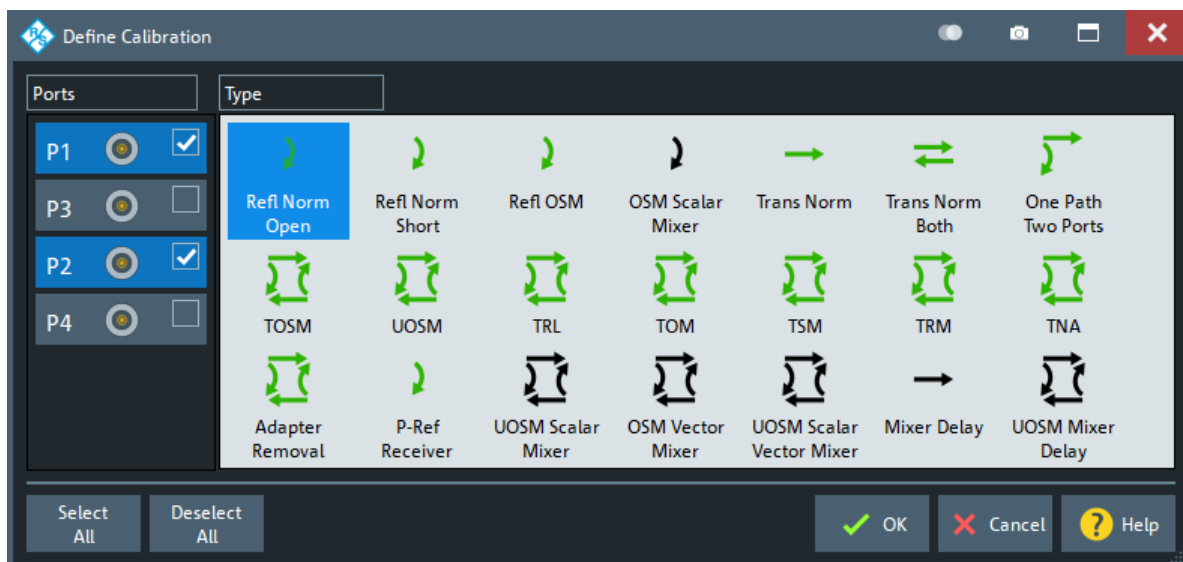 R&S Define Calibration
Ports
Type
P1
P3
P2
P4
Refl Norm
Open
Refl Norm
Short
Refl OSM
OSM Scalar
Mixer
Trans Norm
Trans Norm
Both
One Path
Two Ports
TOSM
UOSM
TRL
TOM
TSM
TRM
TNA
Adapter
Removal
P-Ref
Receiver
UOSM Scalar
Mixer
OSM Vector
Mixer
UOSM Scalar
Vector Mixer
Mixer Delay
UOSM Mixer
Delay
Select
All
Deselect
All
OK
Cancel
? Help